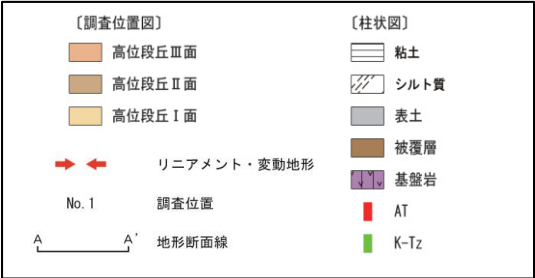 〔調査位置図〕
高位段丘Ⅲ面
高位段丘Ⅱ面
高位段丘Ⅰ面
リニアメント・変動地形
No.1 調査位置
A A' 地形断面線
〔柱状図〕
粘土
シルト質
表土
被覆層
基盤岩
AT
K-Tz